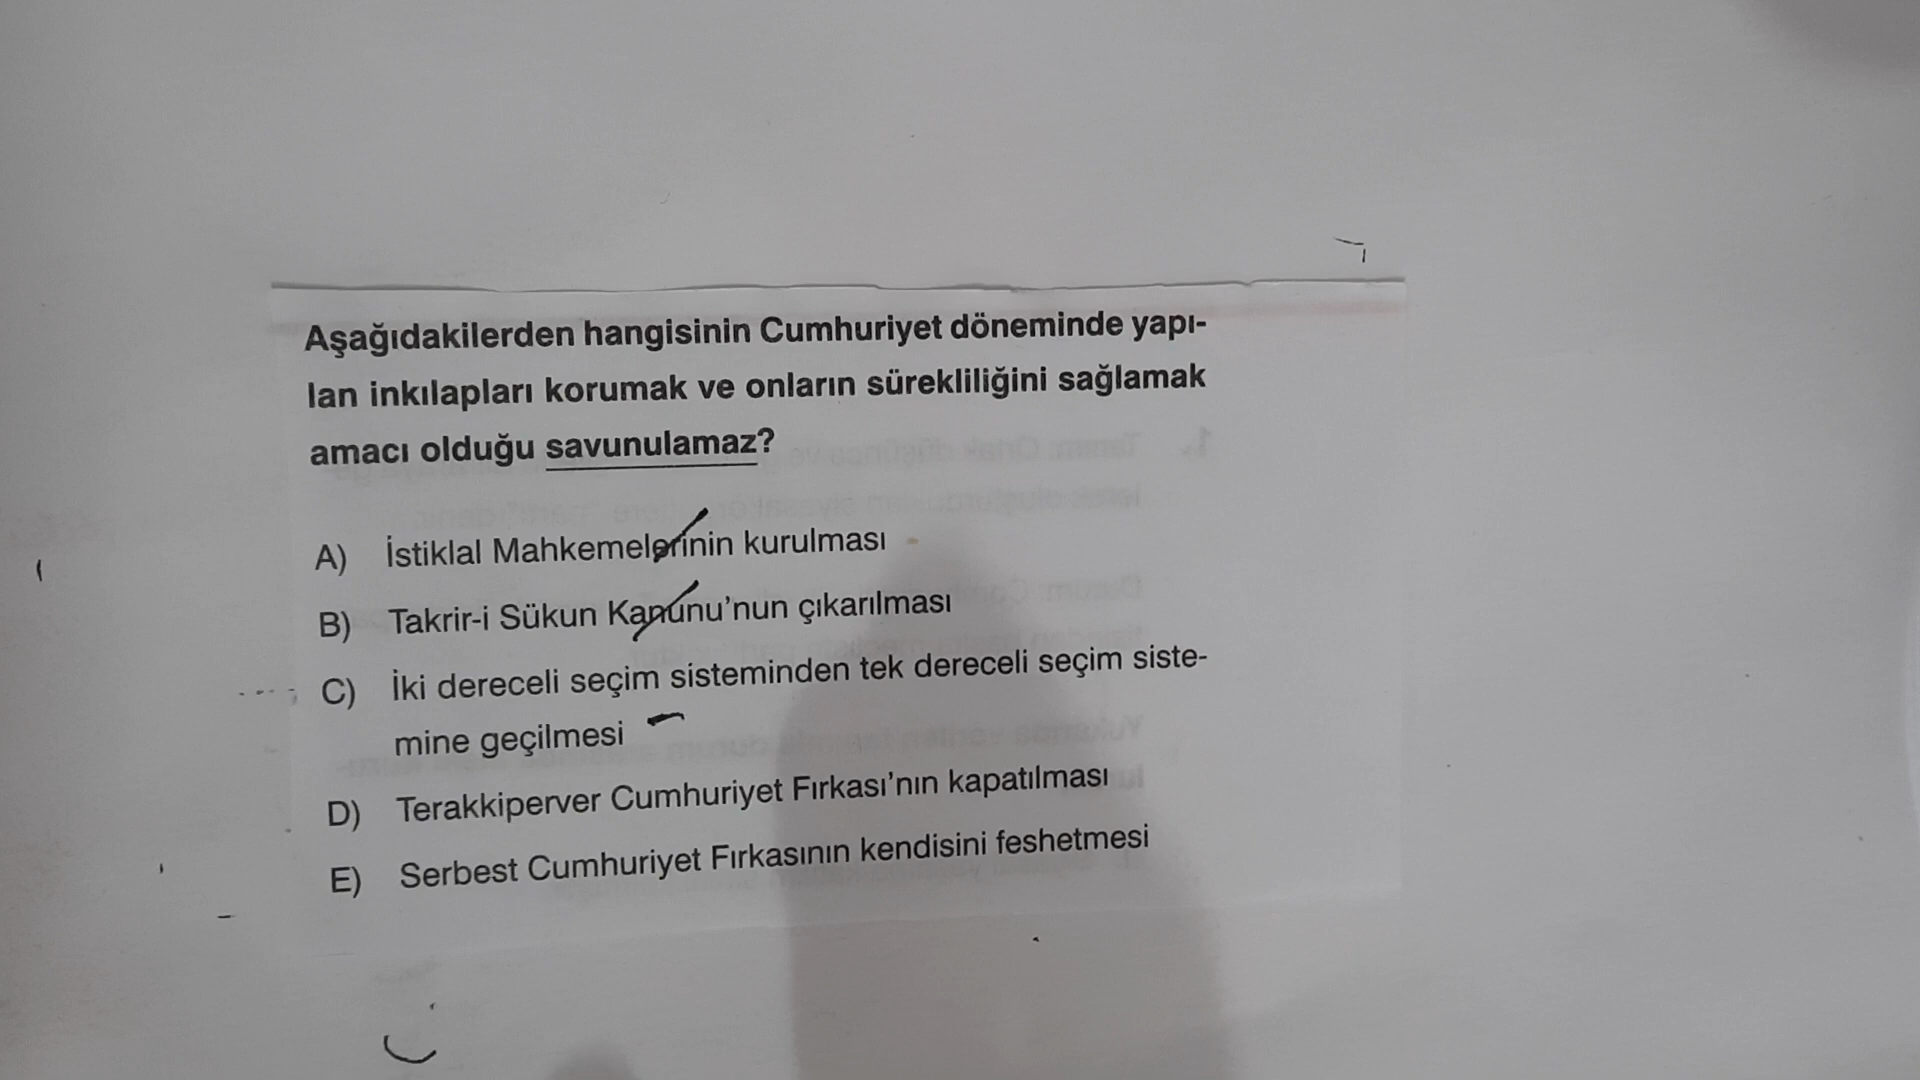 Aşağıdakilerden hangisinin Cumhuriyet döneminde yapı-
lan inkılapları korumak ve onların sürekliliğini sağlamak
amacı olduğu savunulamaz?
A) İstiklal Mahkemelerinin kurulması
B) Takrir-i Sükun Kanunu'nun çıkarılması
C) İki dereceli seçim sisteminden tek dereceli seçim siste-
mine geçilmesi
D) Terakkiperver Cumhuriyet Fırkası'nın kapatılması
E) Serbest Cumhuriyet Fırkasının kendisini feshetmesi